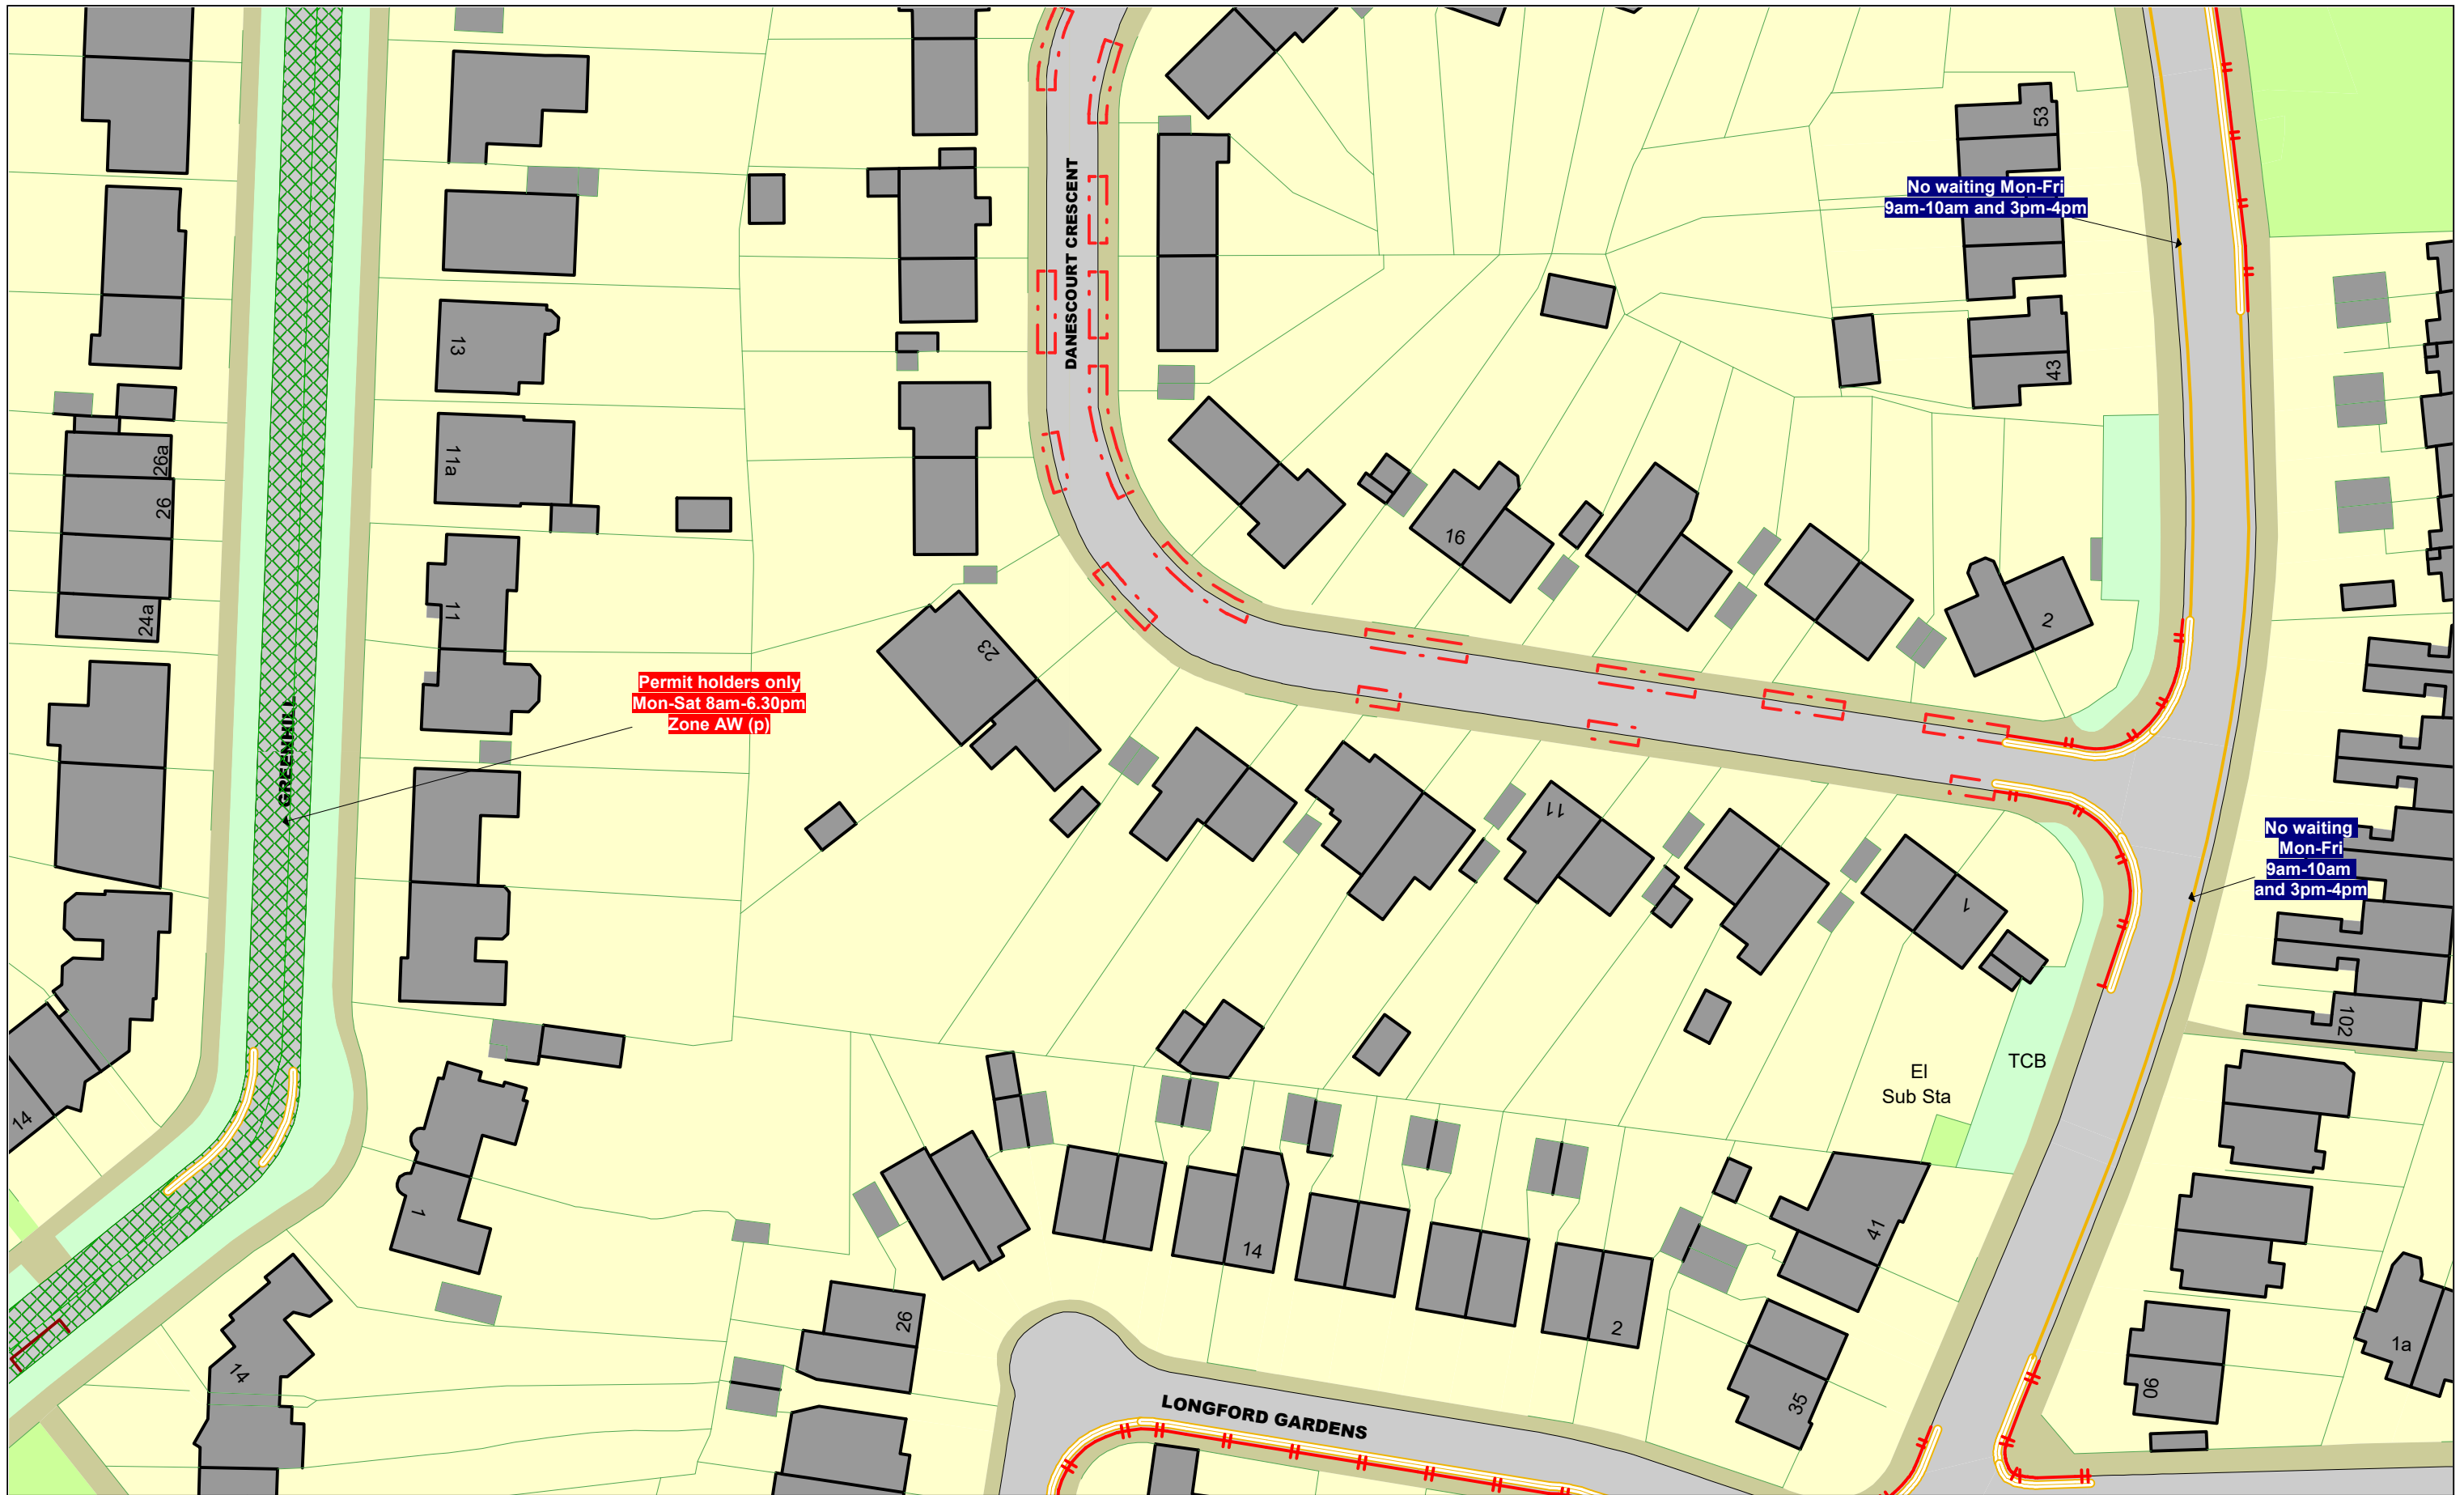 53
No waiting Mon-Fri
9am-10am and 3pm-4pm
DANESCOURT CRESCENT
13
43
11a
26a
26
16
24a
11
2
23
Permit holders only
Mon-Sat 8am-6.30pm
Zone AW (p)
GREENHILL
11
No waiting
Mon-Fri
9am-10am
and 3pm-4pm
1
102
El
Sub Sta
TCB
14
1
41
14
26
2
1a
14
90
35
LONGFORD GARDENS